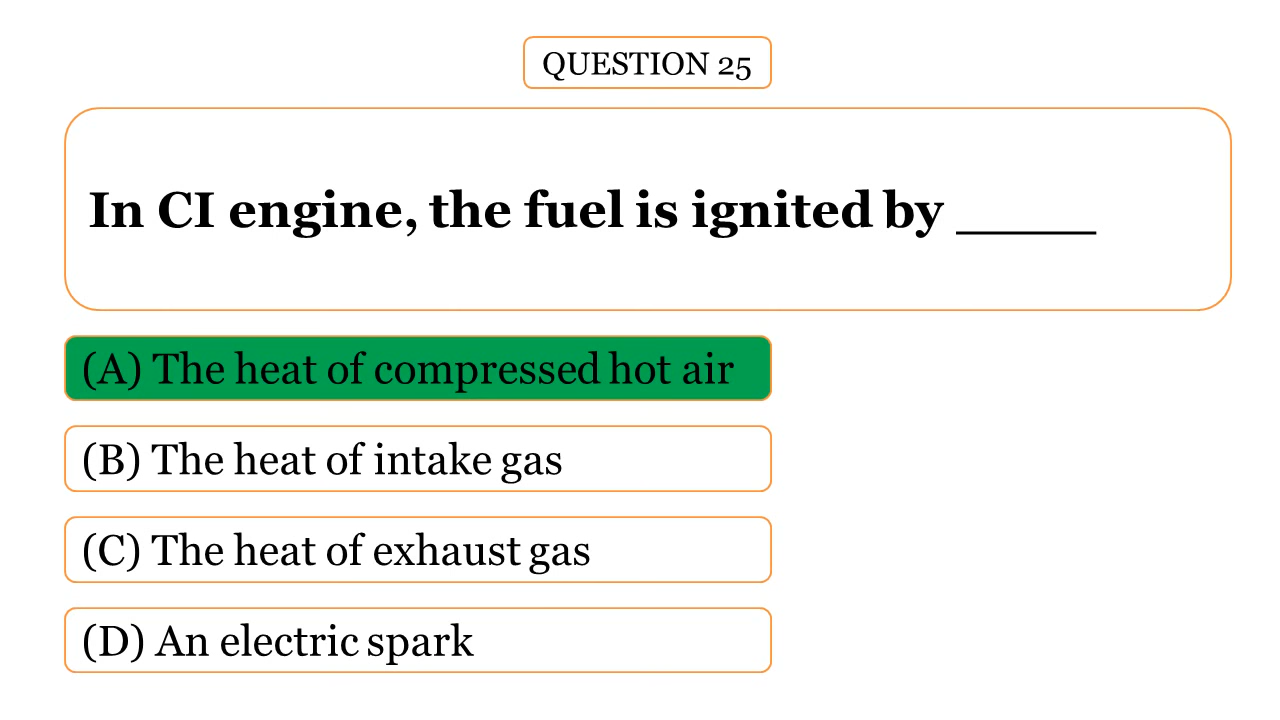 QUESTION 25
In CI engine, the fuel is ignited by _____
(A) The heat of compressed hot air
(B) The heat of intake gas
(C) The heat of exhaust gas
(D) An electric spark